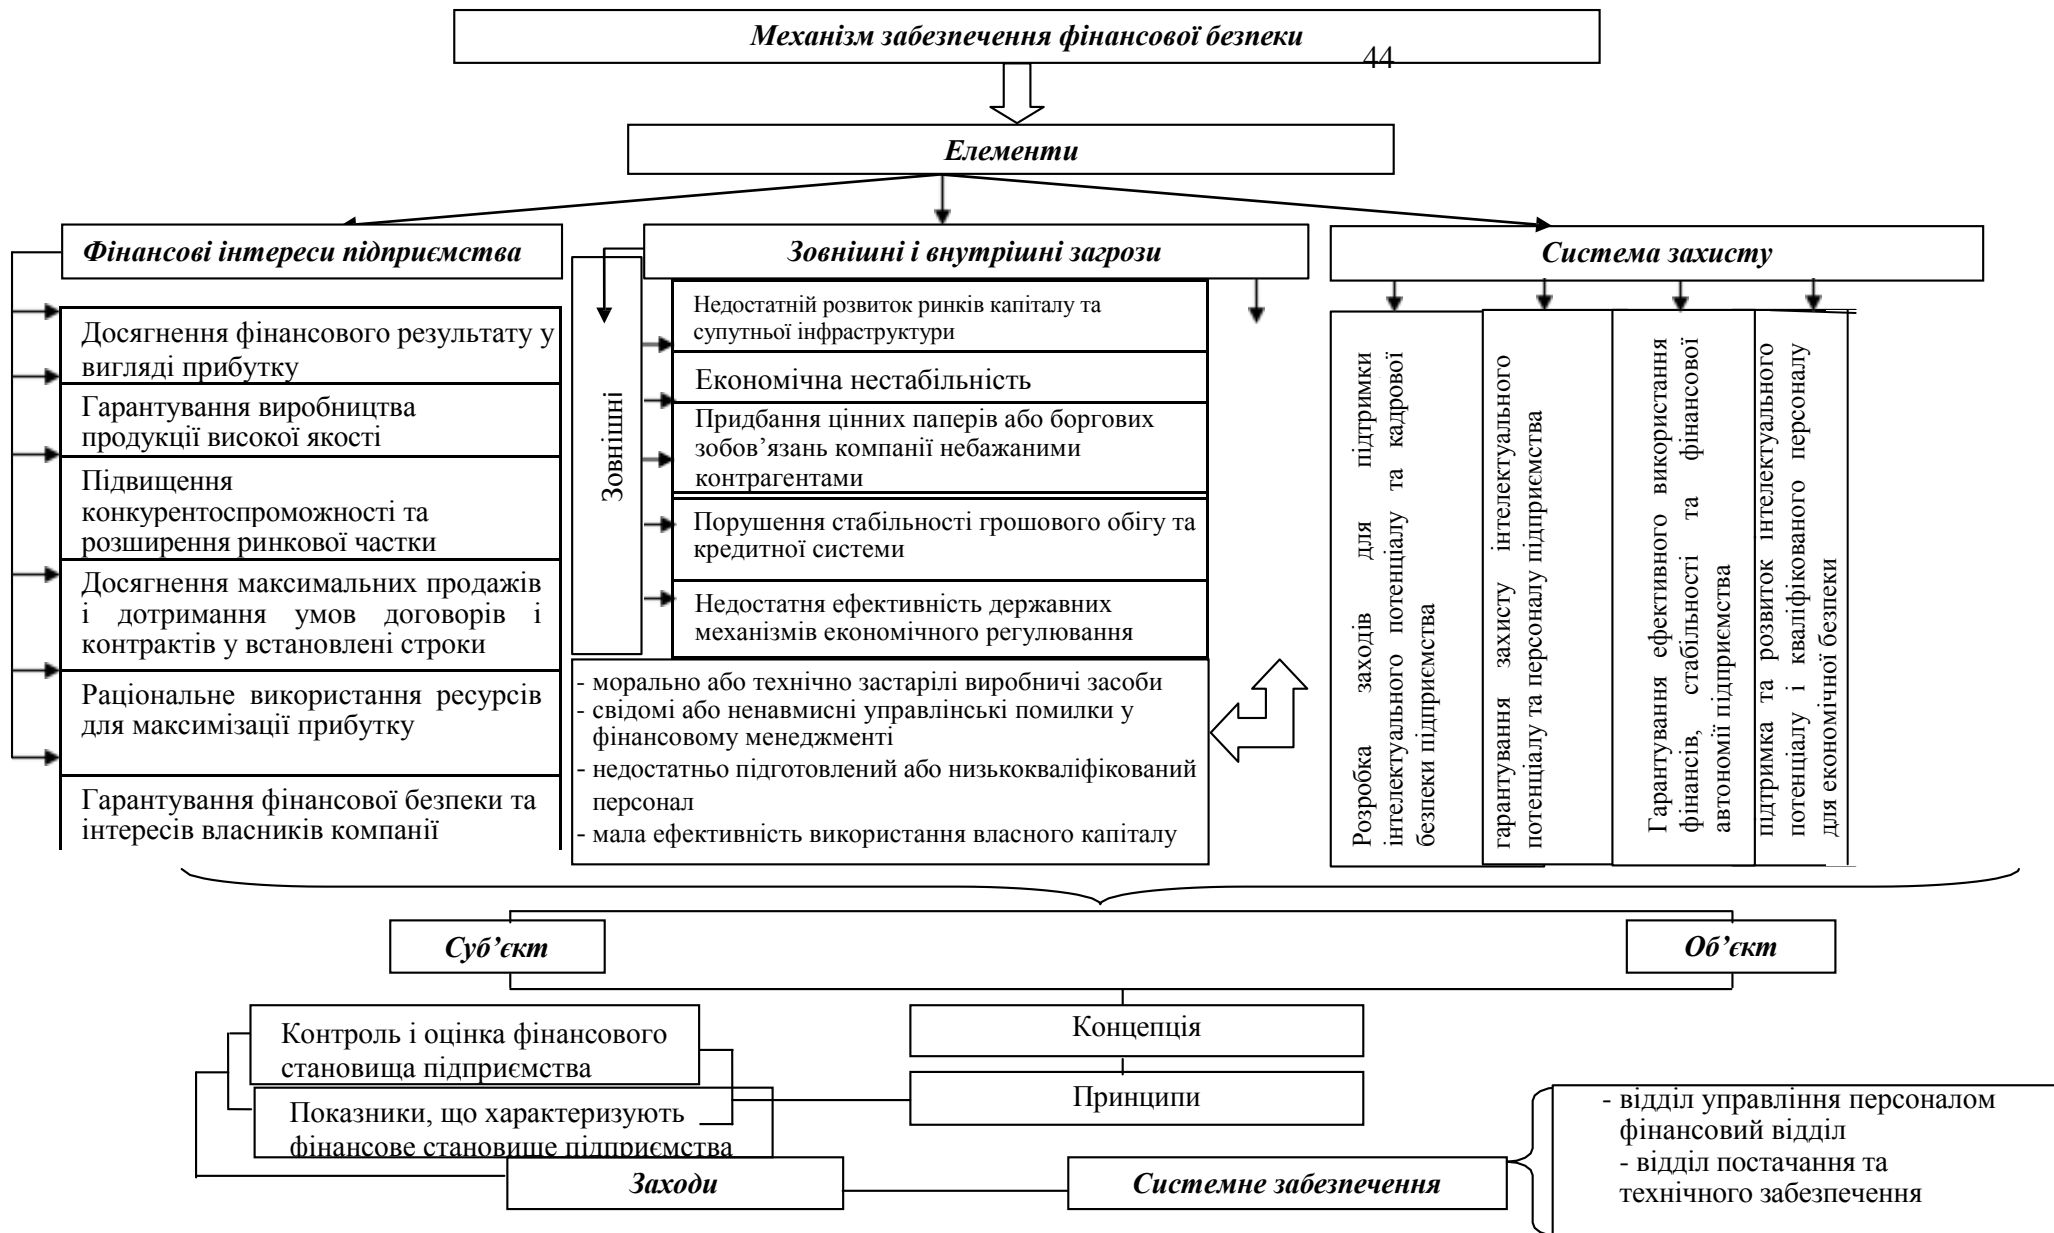 Механізм забезпечення фінансової безпеки
44
Елементи
Фінансові інтереси підприємства
Досягнення фінансового результату у
вигляді прибутку
Гарантування виробництва
продукції високої якості
Підвищення
конкурентоспроможності та
розширення ринкової частки
Досягнення максимальних продажів
і дотримання умов договорів і
контрактів у встановлені строки
Раціональне використання ресурсів
для максимізації прибутку
Гарантування фінансової безпеки та
інтересів власників компанії
Зовнішні і внутрішні загрози
Зовнішні
Недостатній розвиток ринків капіталу та
супутньої інфраструктури
Економічна нестабільність
Придбання цінних паперів або боргових
зобов’язань компанії небажаними
контрагентами
Порушення стабільності грошового обігу та
кредитної системи
Недостатня ефективність державних
механізмів економічного регулювання
- морально або технічно застарілі виробничі засоби
- свідомі або ненавмисні управлінські помилки у
фінансовому менеджменті
- недостатньо підготовлений або низькокваліфікований
персонал
- мала ефективність використання власного капіталу
Система захисту
Розробка заходів для підтримки
інтелектуального потенціалу та кадрової
безпеки підприємства
гарантування захисту інтелектуального
потенціалу та персоналу підприємства
Гарантування ефективного використання
фінансів, стабільності та фінансової
автономії підприємства
підтримка та розвиток інтелектуального
потенціалу і кваліфікованого персоналу
для економічної безпеки
Суб’єкт
Об’єкт
Контроль і оцінка фінансового
становища підприємства
Концепція
Показники, що характеризують
фінансове становище підприємства
Принципи
Заходи
Системне забезпечення
- відділ управління персоналом
фінансовий відділ
- відділ постачання та
технічного забезпечення